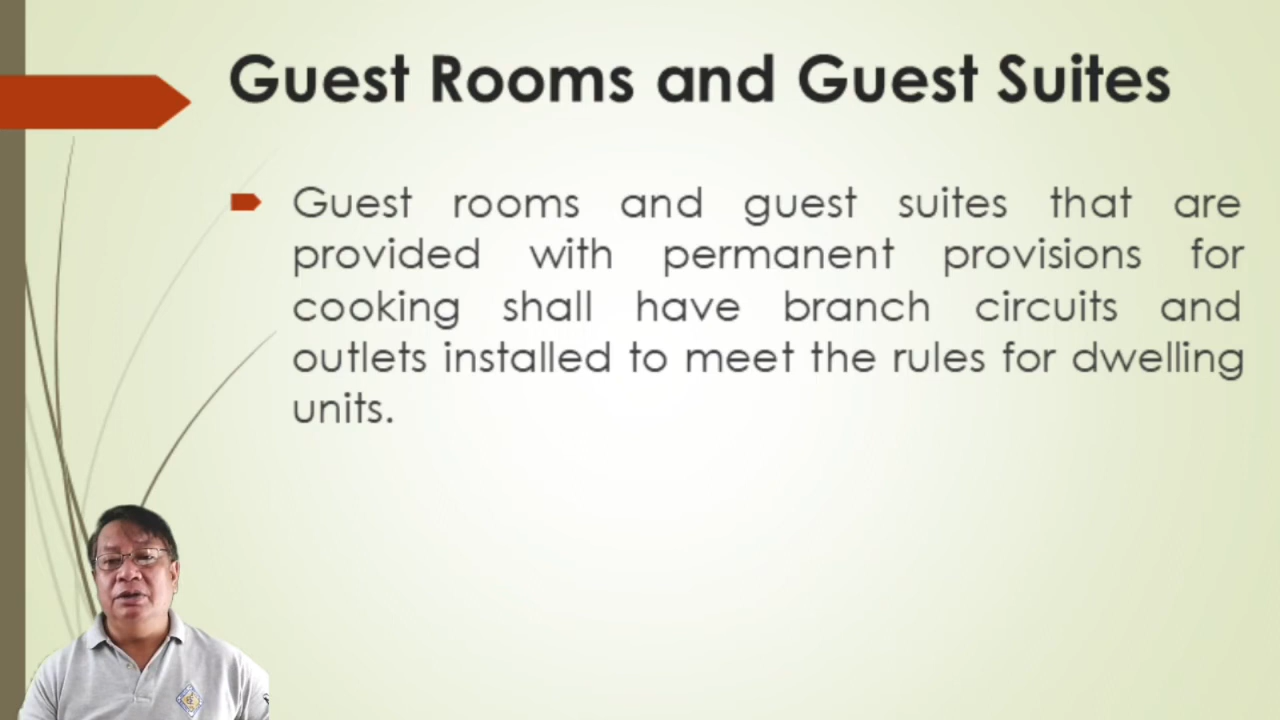 Guest Rooms and Guest Suites
Guest rooms and guest suites that are
provided with permanent provisions for
cooking shall have branch circuits and
outlets installed to meet the rules for dwelling
units.